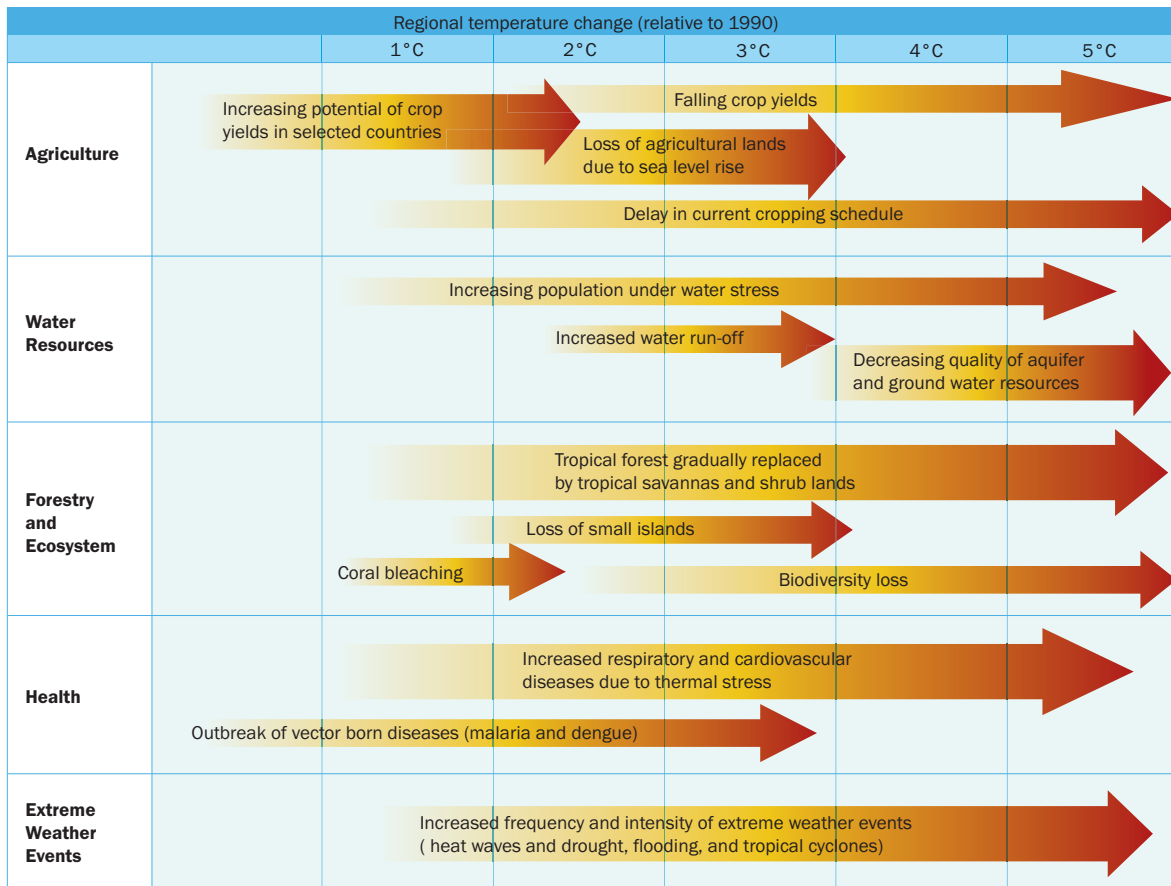 Regional temperature change (relative to 1990)
1°C 2°C 3°C 4°C 5°C
Agriculture
Increasing potential of crop
yields in selected countries
Falling crop yields
Loss of agricultural lands
due to sea level rise
Delay in current cropping schedule
Water
Resources
Increasing population under water stress
Increased water run-off
Decreasing quality of aquifer
and ground water resources
Forestry
and
Ecosystem
Tropical forest gradually replaced
by tropical savannas and shrub lands
Loss of small islands
Coral bleaching
Biodiversity loss
Health
Increased respiratory and cardiovascular
diseases due to thermal stress
Outbreak of vector born diseases (malaria and dengue)
Extreme
Weather
Events
Increased frequency and intensity of extreme weather events
( heat waves and drought, flooding, and tropical cyclones)